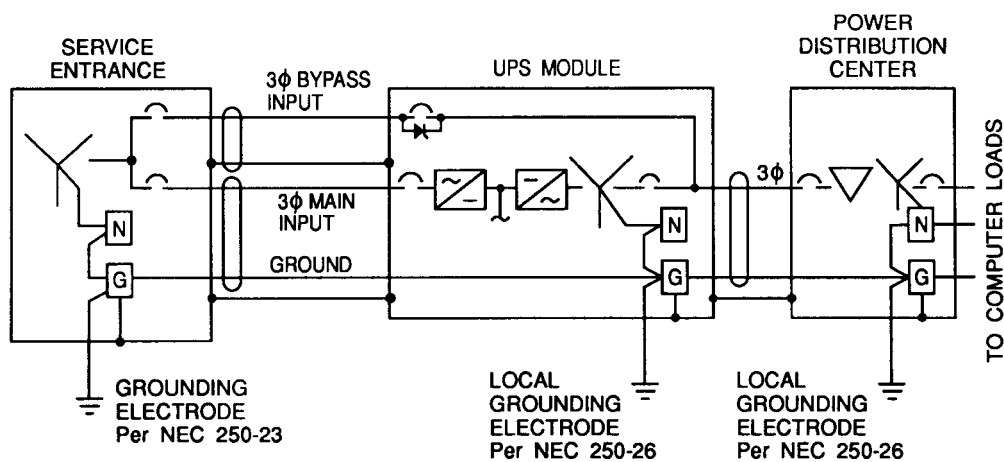 SERVICE
ENTRANCE
3ϕ BYPASS
INPUT
UPS MODULE
POWER
DISTRIBUTION
CENTER
3ϕ MAIN
INPUT
3ϕ
N
N
N
GROUND
G
G
G
TO COMPUTER LOADS
GROUNDING
ELECTRODE
Per NEC 250-23
LOCAL
GROUNDING
ELECTRODE
Per NEC 250-26
LOCAL
GROUNDING
ELECTRODE
Per NEC 250-26